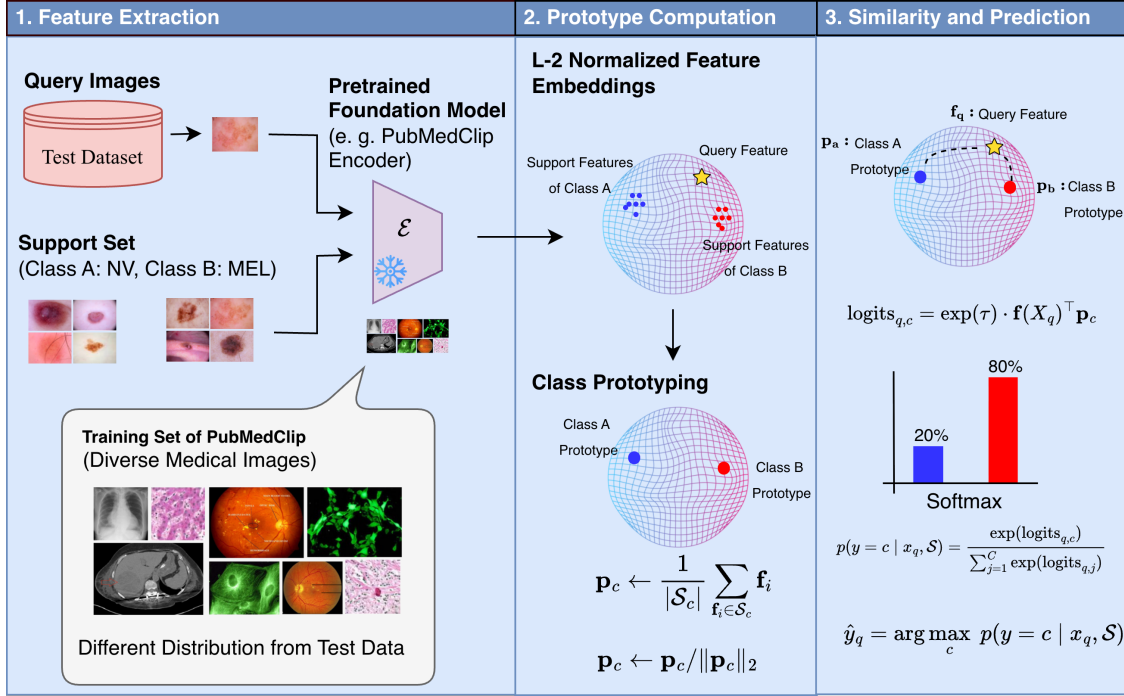 1. Feature Extraction
Query Images
Test Dataset
Pretrained
Foundation Model
(e. g. PubMedClip
Encoder)
ℰ
Support Set
(Class A: NV, Class B: MEL)
Training Set of PubMedClip
(Diverse Medical Images)
Different Distribution from Test Data
2. Prototype Computation
L-2 Normalized Feature
Embeddings
Query Feature
Support Features
of Class A
Support Features
of Class B
Class Prototyping
Class A
Prototype
Class B
Prototype
p_c ← 1/|S_c| ∑_{f_i∈S_c} f_i
p_c ← p_c/‖p_c‖_2
3. Similarity and Prediction
f_q : Query Feature
p_a : Class A
Prototype
p_b : Class B
Prototype
logits_{q,c} = exp(τ) · f(X_q)^⊤ p_c
80%
20%
Softmax
p(y = c | x_q, S) = exp(logits_{q,c}) / ∑_{j=1}^{C} exp(logits_{q,j})
ŷ_q = arg max_c p(y = c | x_q, S)